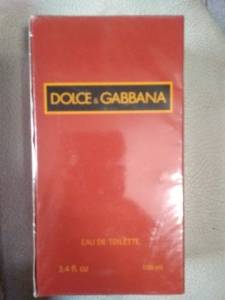 DOLCE & GABBANA
EAU DE TOILETTE
3.4 fl. oz 100 ml